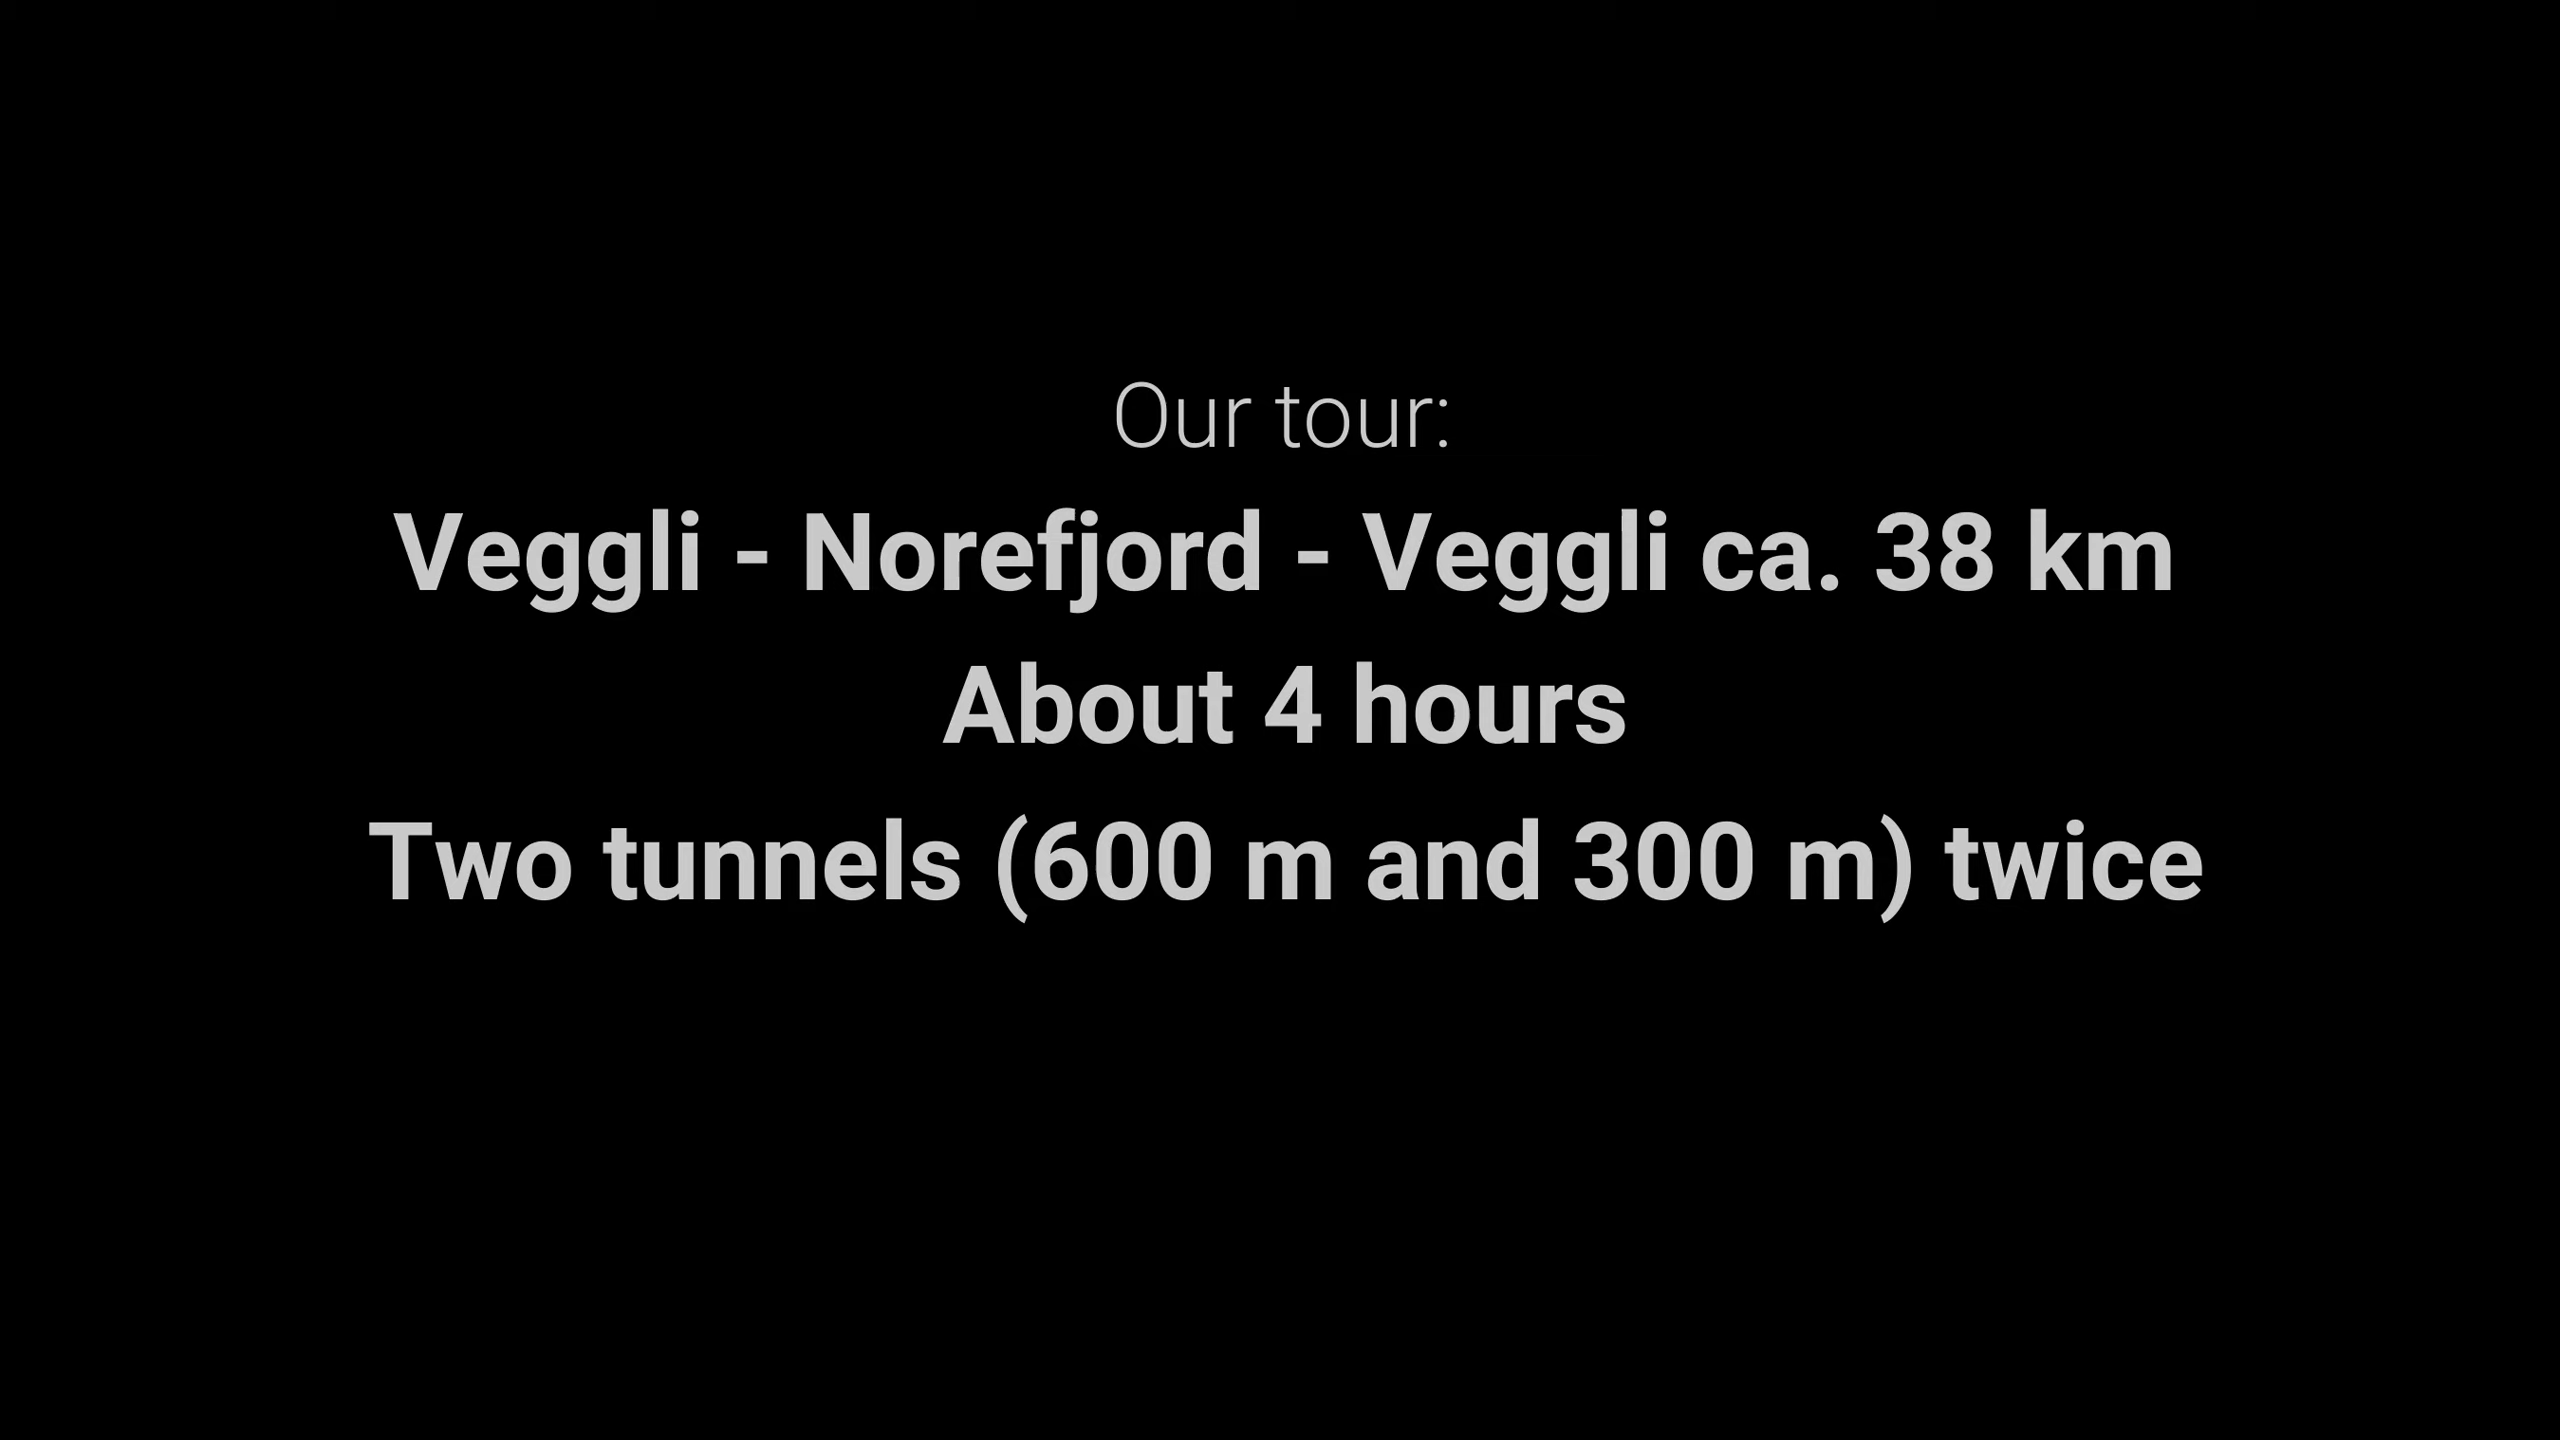 Our tour:
Veggli - Norefjord - Veggli ca. 38 km
About 4 hours
Two tunnels (600 m and 300 m) twice